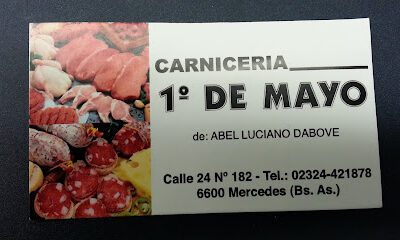 CARNICERIA
1º DE MAYO
de: ABEL LUCIANO DABOVE
Calle 24 Nº 182 - Tel.: 02324-421878
6600 Mercedes (Bs. As.)